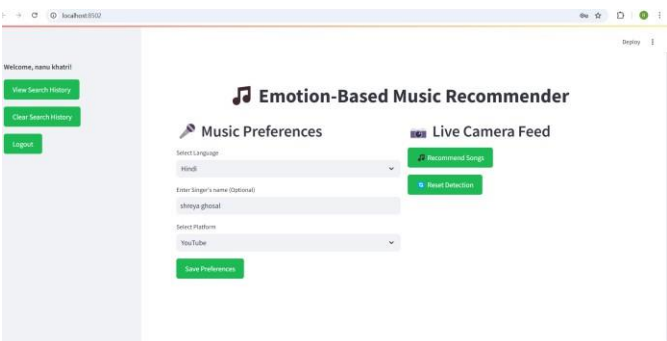 localhost:8502
Deploy
Welcome, nanu khatri!
View Search History
Clear Search History
Logout
Emotion-Based Music Recommender
Music Preferences
Select Language
Hindi
Enter Singer's name (Optional)
shreya ghosal
Select Platform
YouTube
Save Preferences
Live Camera Feed
Recommend Songs
Reset Detection